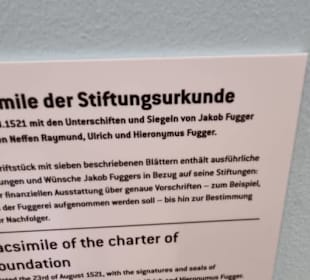 mile der Stiftungsurkunde
.1521 mit den Unterschiften und Siegeln von Jakob Fugger
n Neffen Raymund, Ulrich und Hieronymus Fugger.
riftstück mit sieben beschriebenen Blättern enthält ausführliche
ungen und Wünsche Jakob Fuggers in Bezug auf seine Stiftungen:
r finanziellen Ausstattung über genaue Vorschriften – zum Beispiel,
der Fuggerei aufgenommen werden soll – bis hin zur Bestimmung
r Nachfolger.
acsimile of the charter of
oundation
the 23rd of August 1521, with the signatures and seals of